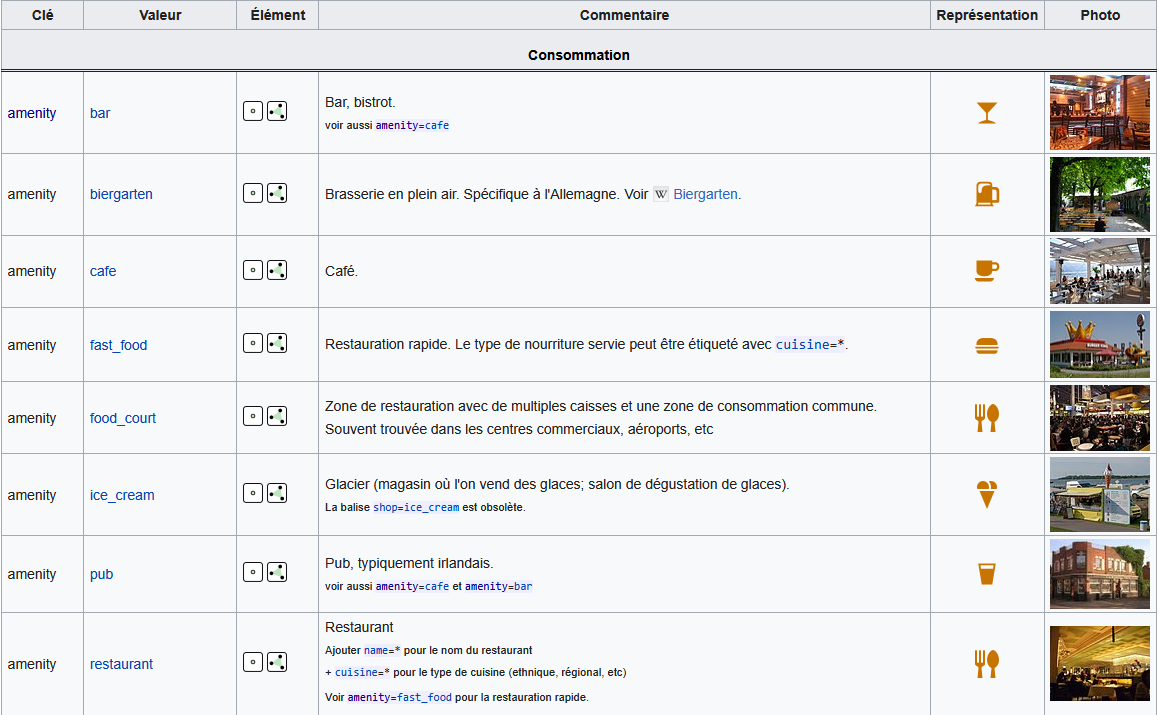 Clé Valeur Élément Commentaire Représentation Photo
Consommation
amenity bar Bar, bistrot.
voir aussi amenity=cafe
amenity biergarten Brasserie en plein air. Spécifique à l'Allemagne. Voir W Biergarten.
amenity cafe Café.
amenity fast_food Restauration rapide. Le type de nourriture servie peut être étiqueté avec cuisine=*.
amenity food_court Zone de restauration avec de multiples caisses et une zone de consommation commune.
Souvent trouvée dans les centres commerciaux, aéroports, etc
amenity ice_cream Glacier (magasin où l'on vend des glaces; salon de dégustation de glaces).
La balise shop=ice_cream est obsolète.
amenity pub Pub, typiquement irlandais.
voir aussi amenity=cafe et amenity=bar
amenity restaurant Restaurant
Ajouter name=* pour le nom du restaurant
+ cuisine=* pour le type de cuisine (ethnique, régional, etc)
Voir amenity=fast_food pour la restauration rapide.